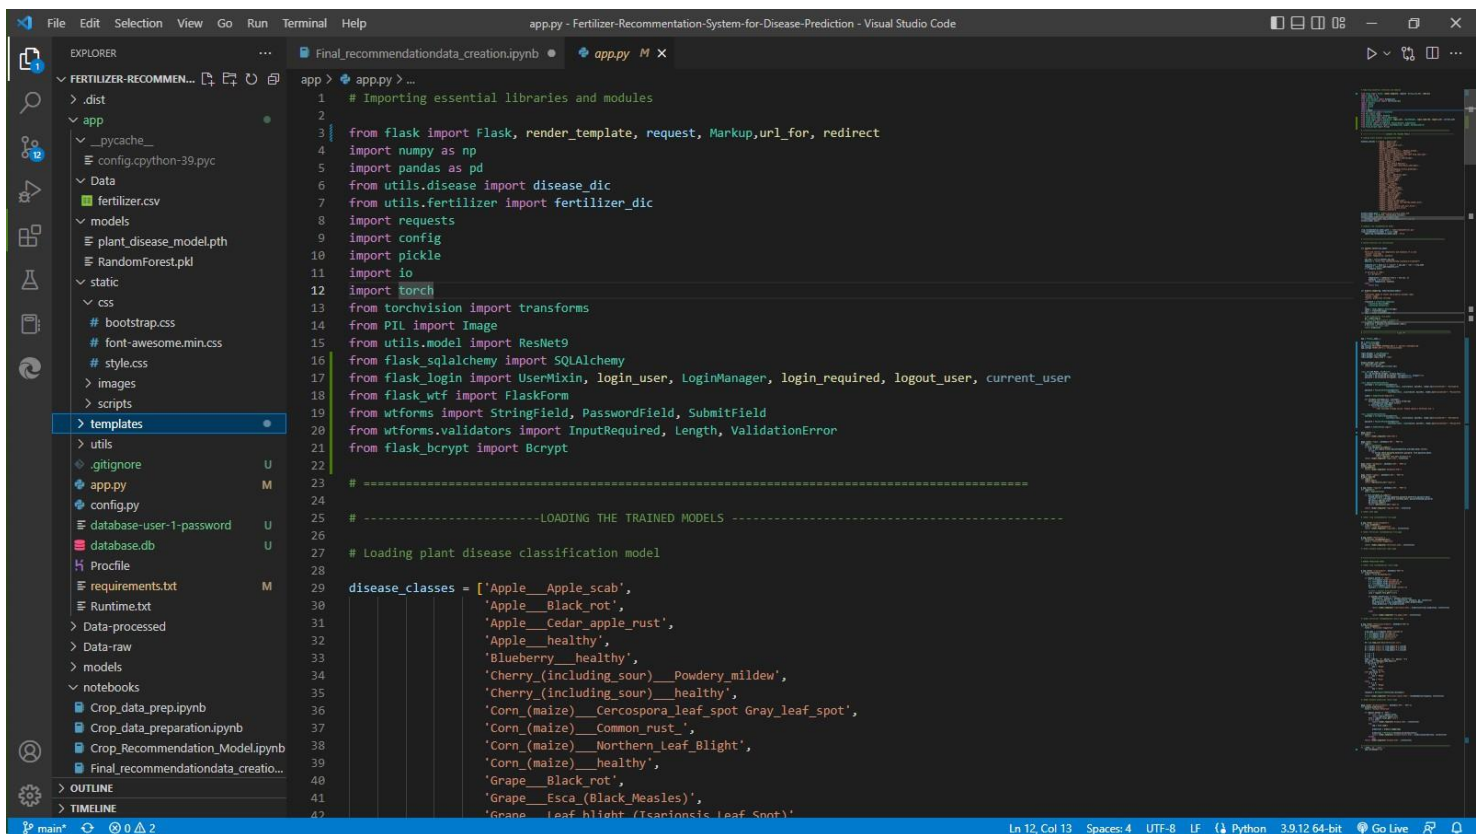 File Edit Selection View Go Run Terminal Help
app.py - Fertilizer-Recommentation-System-for-Disease-Prediction - Visual Studio Code
EXPLORER
Final_recommendationdata_creation.ipynb
app.py M
FERTILIZER-RECOMMEN...
.dist
app
__pycache__
config.cpython-39.pyc
Data
fertilizer.csv
models
plant_disease_model.pth
RandomForest.pkl
static
css
bootstrap.css
font-awesome.min.css
style.css
images
scripts
templates
utils
.gitignore U
app.py M
config.py
database-user-1-password U
database.db U
Procfile
requirements.txt M
Runtime.txt
Data-processed
Data-raw
models
notebooks
Crop_data_prep.ipynb
Crop_data_preparation.ipynb
Crop_Recommendation_Model.ipynb
Final_recommendationdata_creatio...
OUTLINE
TIMELINE
1
12
app > app.py > ...
1 # Importing essential libraries and modules
2
3 from flask import Flask, render_template, request, Markup,url_for, redirect
4 import numpy as np
5 import pandas as pd
6 from utils.disease import disease_dic
7 from utils.fertilizer import fertilizer_dic
8 import requests
9 import config
10 import pickle
11 import io
12 import torch
13 from torchvision import transforms
14 from PIL import Image
15 from utils.model import ResNet9
16 from flask_sqlalchemy import SQLAlchemy
17 from flask_login import UserMixin, login_user, LoginManager, login_required, logout_user, current_user
18 from flask_wtf import FlaskForm
19 from wtforms import StringField, PasswordField, SubmitField
20 from wtforms.validators import InputRequired, Length, ValidationError
21 from flask_bcrypt import Bcrypt
22
23 # ==============================================================================================
24
25 # -------------------------LOADING THE TRAINED MODELS -----------------------------------------------
26
27 # Loading plant disease classification model
28
29 disease_classes = ['Apple___Apple_scab',
30 'Apple___Black_rot',
31 'Apple___Cedar_apple_rust',
32 'Apple___healthy',
33 'Blueberry___healthy',
34 'Cherry_(including_sour)___Powdery_mildew',
35 'Cherry_(including_sour)___healthy',
36 'Corn_(maize)___Cercospora_leaf_spot Gray_leaf_spot',
37 'Corn_(maize)___Common_rust_',
38 'Corn_(maize)___Northern_Leaf_Blight',
39 'Corn_(maize)___healthy',
40 'Grape___Black_rot',
41 'Grape___Esca_(Black_Measles)',
42 'Grape___Leaf_blight_(Isariopsis_Leaf_Spot)',
main* 0 2 Ln 12, Col 13 Spaces: 4 UTF-8 LF Python 3.9.12 64-bit Go Live